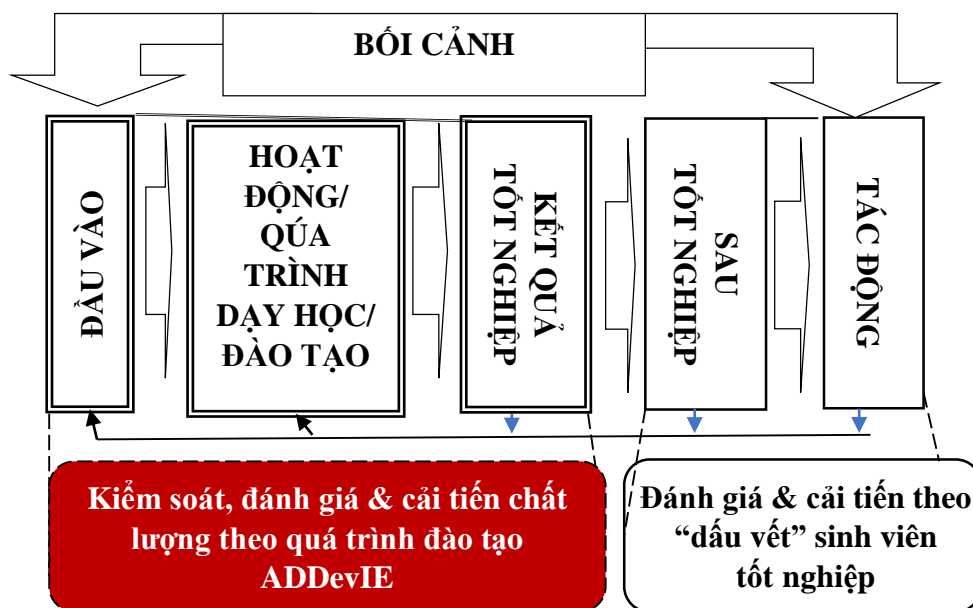 BỐI CẢNH
ĐẦU VÀO
HOẠT
ĐỘNG/
QÚA
TRÌNH
DẠY HỌC/
ĐÀO TẠO
KẾT QUẢ
TỐT NGHIỆP
SAU
TỐT NGHIỆP
TÁC ĐỘNG
Kiểm soát, đánh giá & cải tiến chất
lượng theo quá trình đào tạo
ADDevIE
Đánh giá & cải tiến theo
“dấu vết” sinh viên
tốt nghiệp